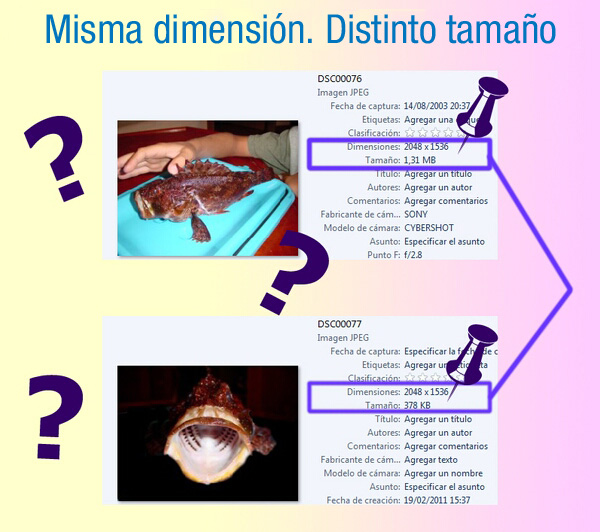 Misma dimensión. Distinto tamaño
DSC00076
Imagen JPEG
Fecha de captura: 14/08/2003 20:37
Etiquetas: Agregar una
Clasificación:
Dimensiones: 2048 x 1536
Tamaño: 1,31 MB
Título: Agregar un título
Autores: Agregar un autor
Comentarios: Agregar comentarios
Fabricante de cám... SONY
Modelo de cámara: CYBERSHOT
Asunto: Especificar el asunto
Punto F: f/2.8
?
?
DSC00077
Imagen JPEG
Fecha de captura: Especificar la fecha de c
Etiquetas: Agregar
Clasificación:
Dimensiones: 2048 x 1536
Tamaño: 378 KB
Título: Agregar un título
Autores: Agregar un autor
Comentarios: Agregar comentarios
Fabricante de cám... Agregar texto
Modelo de cámara: Agregar un nombre
Asunto: Especificar el asunto
Fecha de creación: 19/02/2011 15:37
?